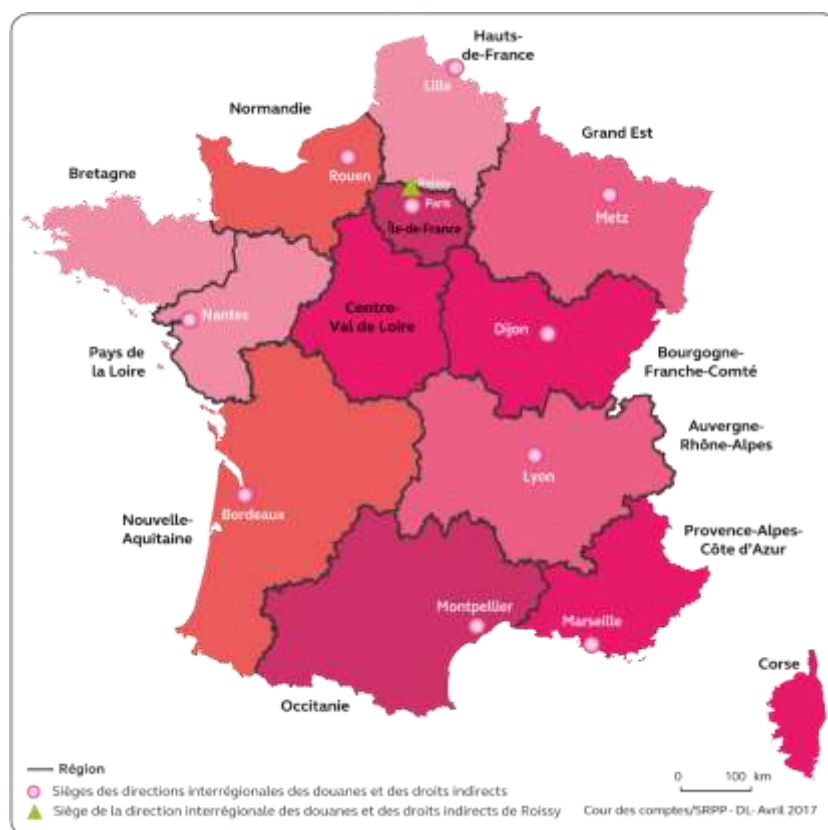 Hauts-
de-France
Lille
Normandie
Grand Est
Rouen
Roissy
Bretagne
Paris
Metz
Île-de-France
Nantes
Centre-
Val de Loire
Dijon
Pays de
la Loire
Bourgogne-
Franche-Comté
Auvergne-
Rhône-Alpes
Lyon
Bordeaux
Nouvelle-
Aquitaine
Provence-Alpes-
Côte d'Azur
Montpellier
Marseille
Corse
Occitanie
Région
Sièges des directions interrégionales des douanes et des droits indirects
Siège de la direction interrégionale des douanes et des droits indirects de Roissy
0 100 km
Cour des comptes/SRPP - DL- Avril 2017